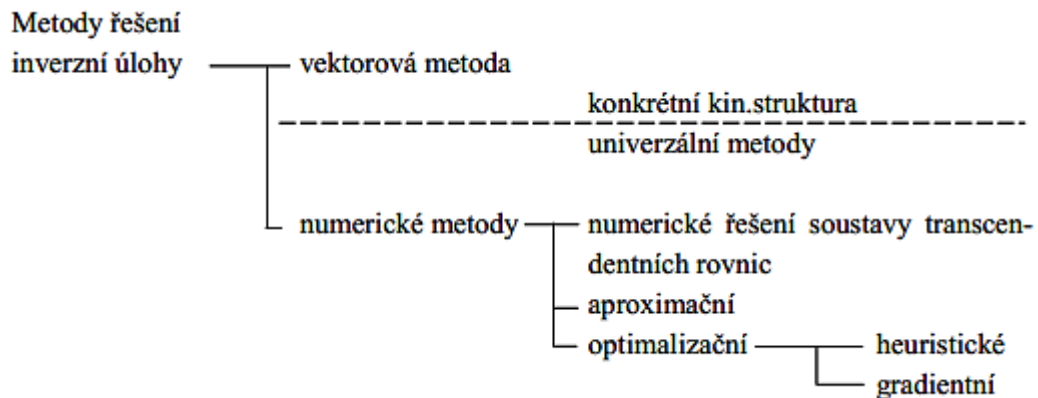 Metody řešení
inverzní úlohy
vektorová metoda
konkrétní kin.struktura
univerzální metody
numerické metody
numerické řešení soustavy transcen-
dentních rovnic
aproximační
optimalizační
heuristické
gradientní